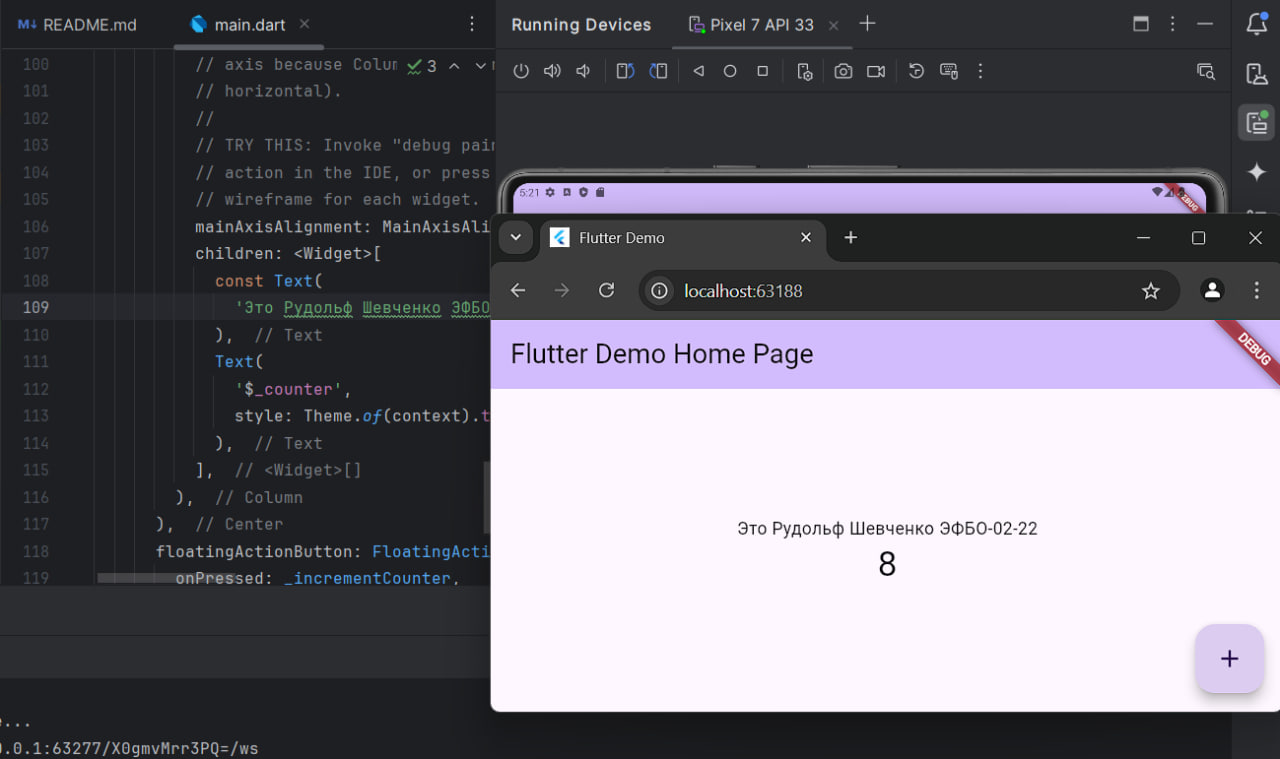 README.md
main.dart
Running Devices
Pixel 7 API 33
100 // axis because Colum
3
101 // horizontal).
102 //
103 // TRY THIS: Invoke "debug pain
104 // action in the IDE, or press
105 // wireframe for each widget.
106 mainAxisAlignment: MainAxisAli
107 children: <Widget>[
108 const Text(
109 'Это Рудольф Шевченко ЭФБО
110 ), // Text
111 Text(
112 '$_counter',
113 style: Theme.of(context).t
114 ), // Text
115 ], // <Widget>[]
116 ), // Column
117 ), // Center
118 floatingActionButton: FloatingActi
119 onPressed: _incrementCounter,
e...
0.0.1:63277/X0gmvMrr3PQ=/ws
5:21
DEBUG
Flutter Demo
localhost:63188
Flutter Demo Home Page
DEBUG
Это Рудольф Шевченко ЭФБО-02-22
8